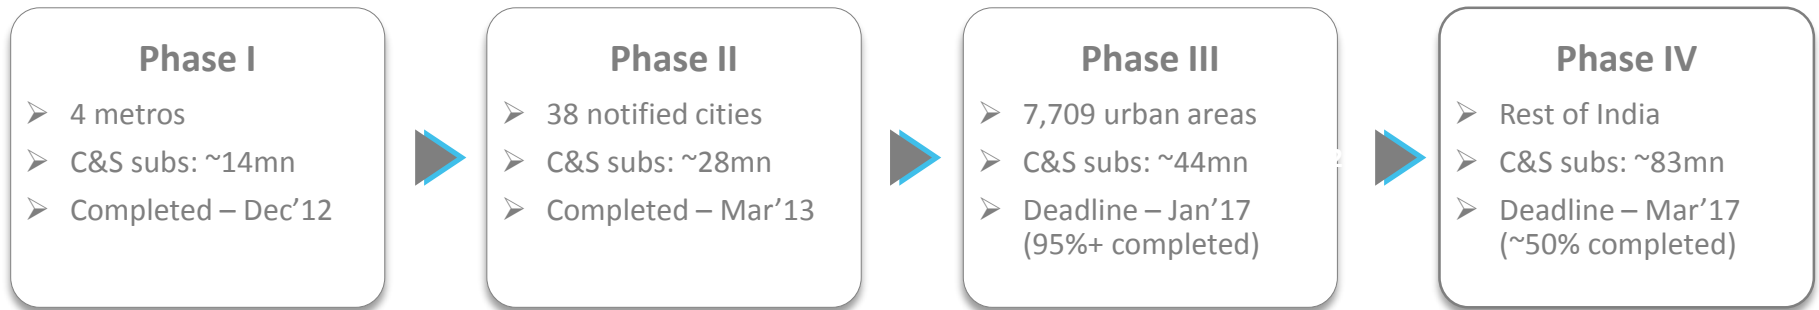 Phase I
➢ 4 metros
➢ C&S subs: ~14mn
➢ Completed – Dec’12
Phase II
➢ 38 notified cities
➢ C&S subs: ~28mn
➢ Completed – Mar’13
Phase III
➢ 7,709 urban areas
➢ C&S subs: ~44mn
➢ Deadline – Jan’17
(95%+ completed)
Phase IV
➢ Rest of India
➢ C&S subs: ~83mn
➢ Deadline – Mar’17
(~50% completed)